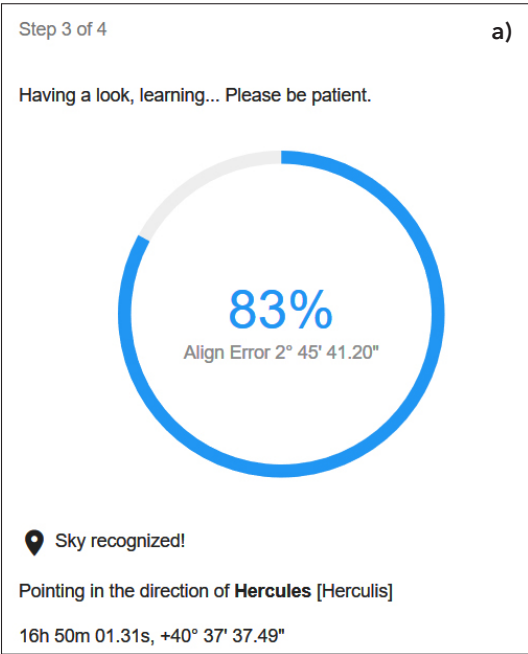 Step 3 of 4 a)
Having a look, learning... Please be patient.
83%
Align Error 2° 45' 41.20"
Sky recognized!
Pointing in the direction of Hercules [Herculis]
16h 50m 01.31s, +40° 37' 37.49"